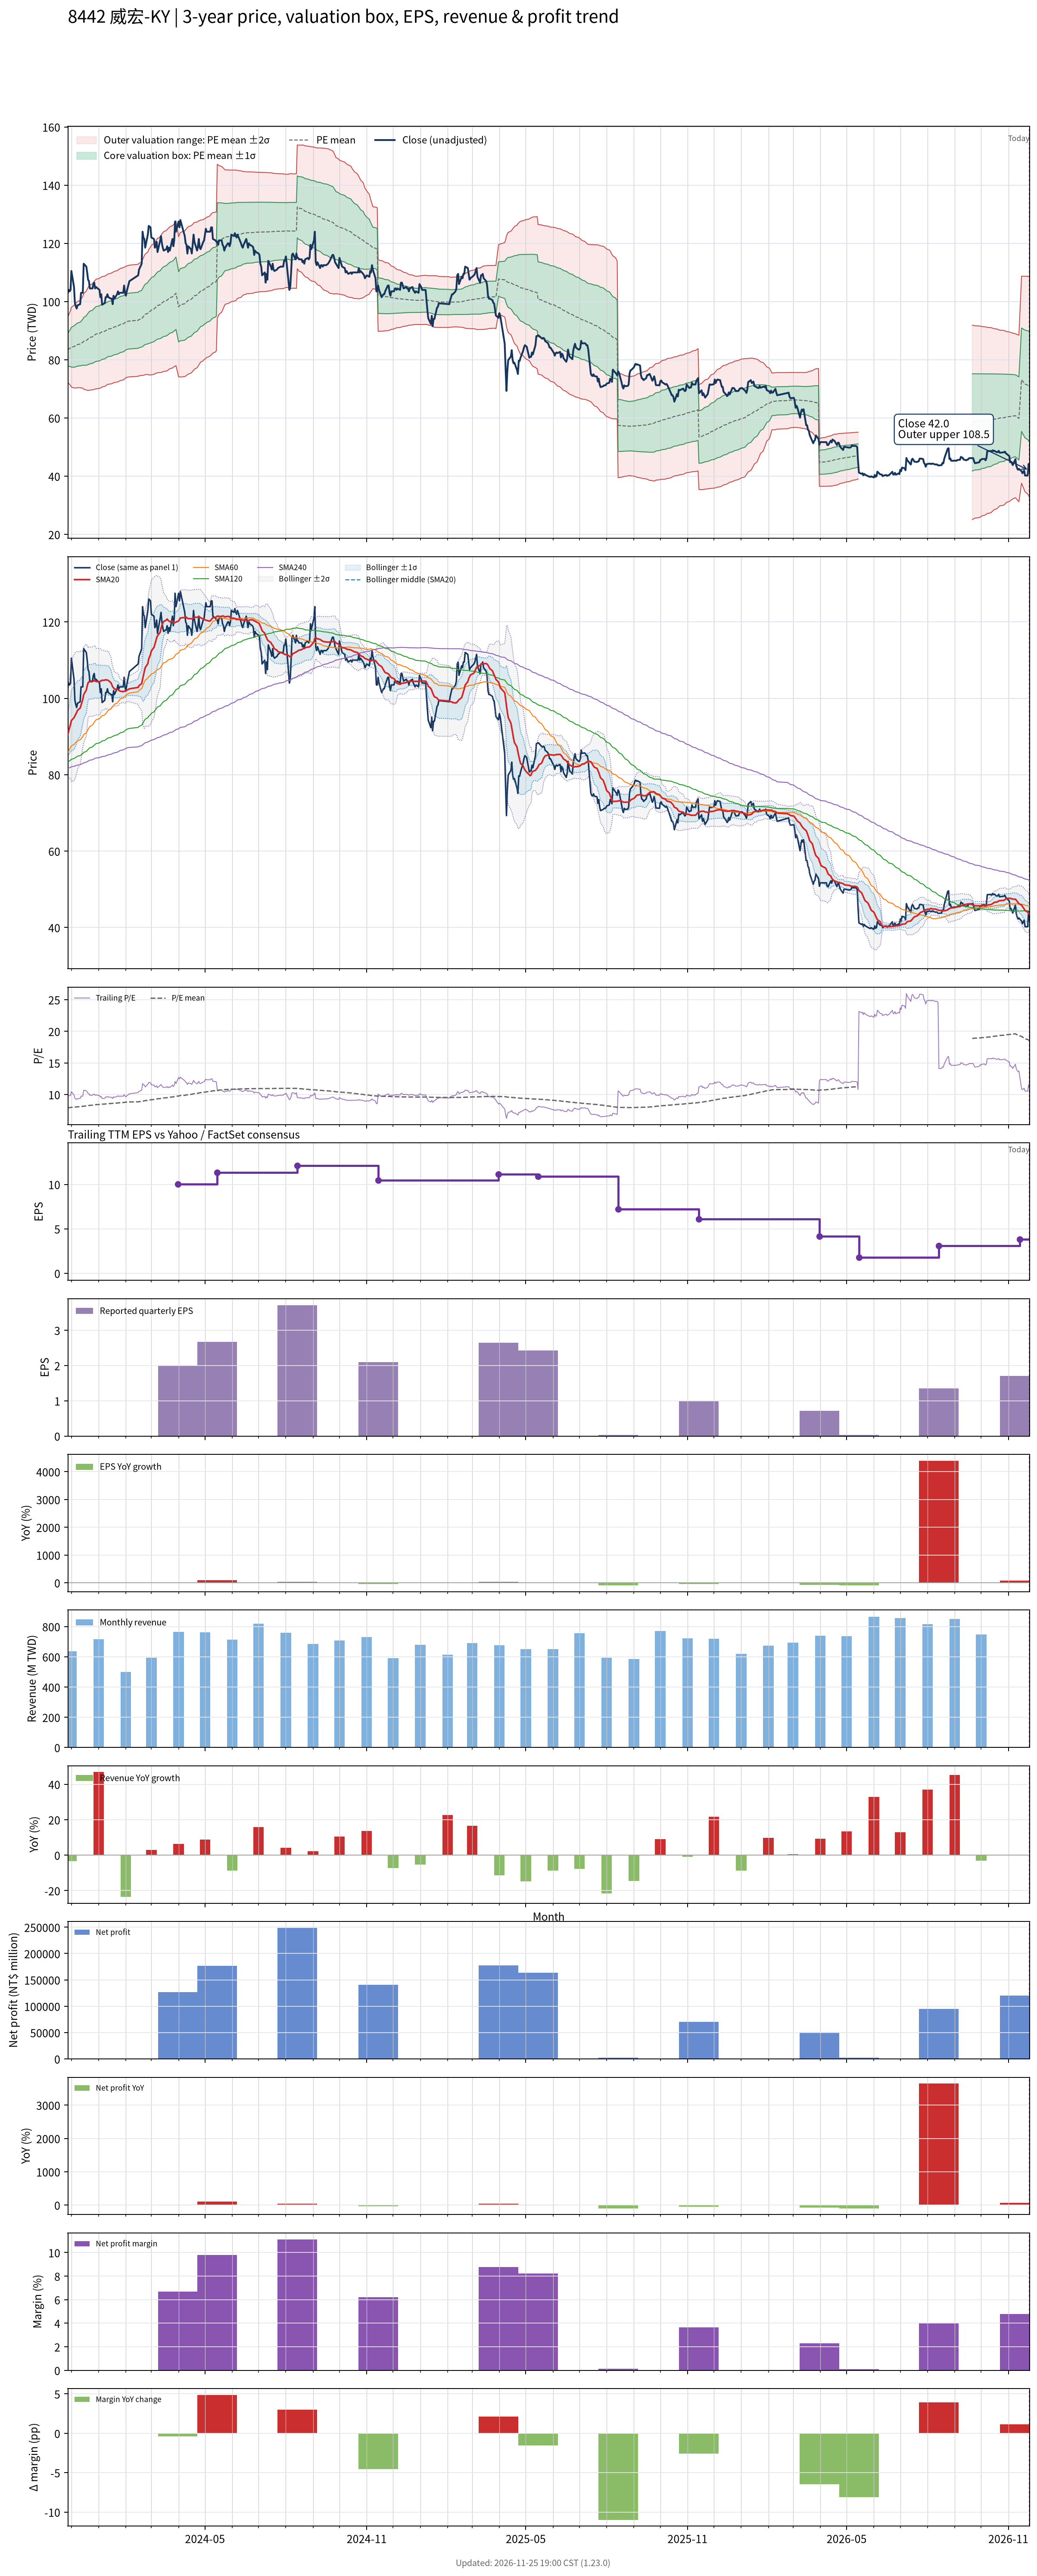 8442 威宏-KY | 3-year price, valuation box, EPS, revenue & profit trend
Outer valuation range: PE mean ±2σ
PE mean
Close (unadjusted)
Core valuation box: PE mean ±1σ
Today
160
140
120
100
80
60
40
20
Price (TWD)
Close 42.0
Outer upper 108.5
Close (same as panel 1)
SMA60
SMA240
Bollinger ±1σ
SMA20
SMA120
Bollinger ±2σ
Bollinger middle (SMA20)
120
100
80
60
40
Price
Trailing P/E
P/E mean
25
20
15
10
P/E
Trailing TTM EPS vs Yahoo / FactSet consensus
Today
10
5
0
EPS
Reported quarterly EPS
3
2
1
0
EPS
EPS YoY growth
4000
3000
2000
1000
0
YoY (%)
Monthly revenue
800
600
400
200
0
Revenue (M TWD)
Revenue YoY growth
40
20
0
-20
YoY (%)
Month
Net profit
250000
200000
150000
100000
50000
0
Net profit (NT$ million)
Net profit YoY
3000
2000
1000
0
YoY (%)
Net profit margin
10
8
6
4
2
0
Margin (%)
Margin YoY change
5
0
-5
-10
Δ margin (pp)
2024-05
2024-11
2025-05
2025-11
2026-05
2026-11
Updated: 2026-11-25 19:00 CST (1.23.0)